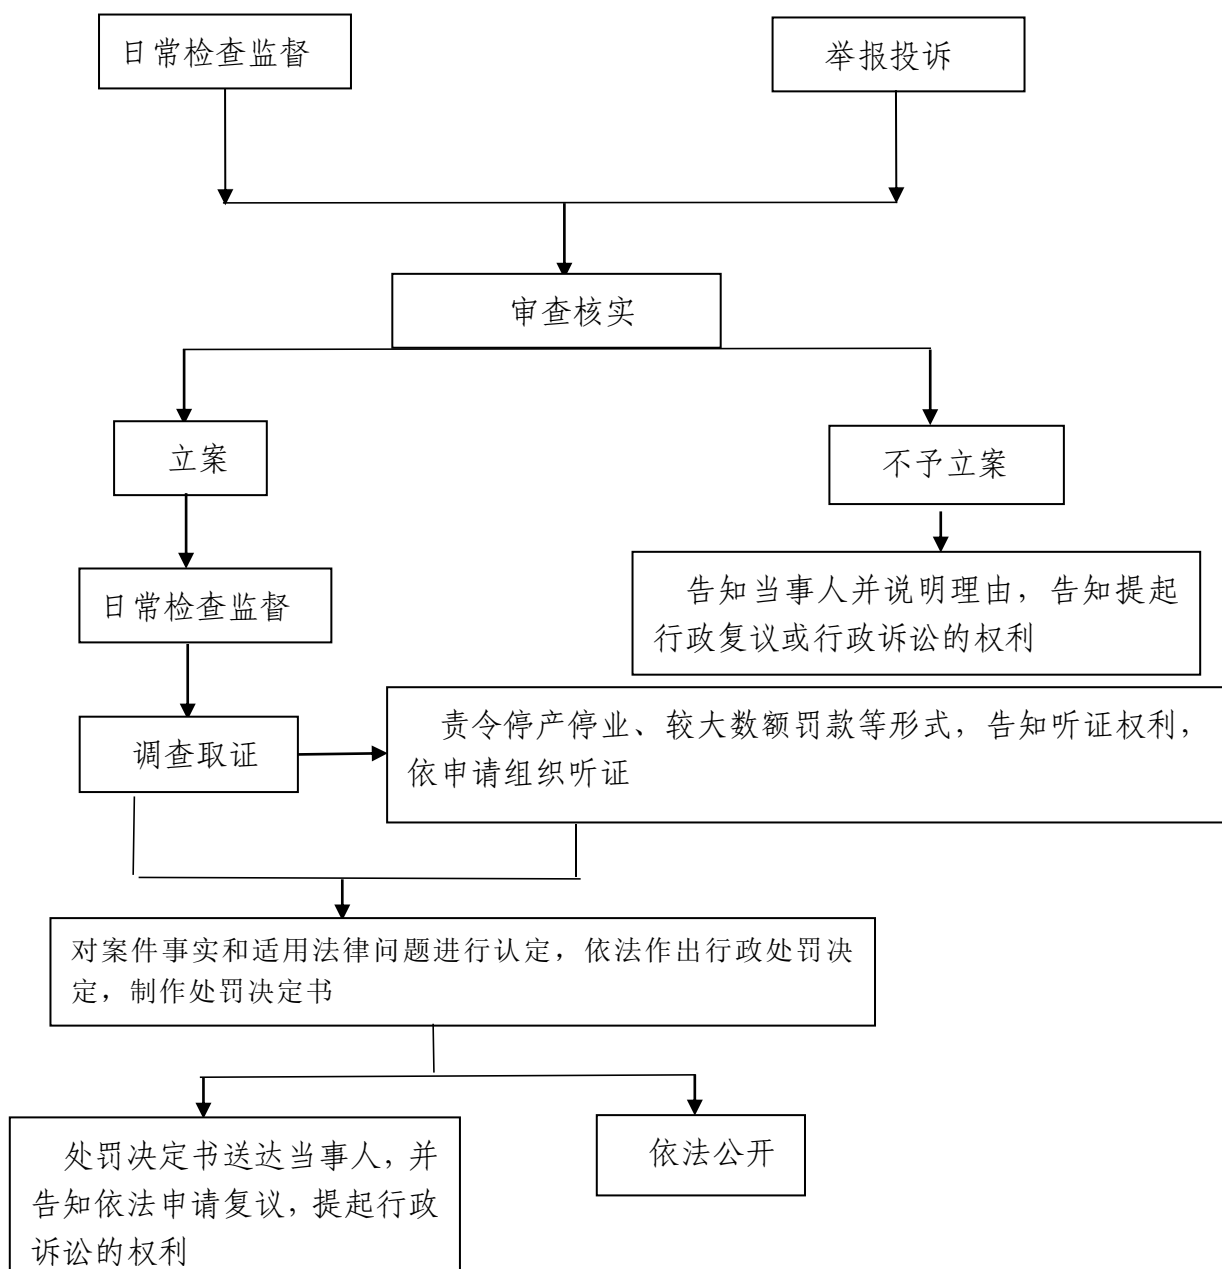 日常检查监督
举报投诉
审查核实
立案
不予立案
日常检查监督
告知当事人并说明理由，告知提起
行政复议或行政诉讼的权利
调查取证
责令停产停业、较大数额罚款等形式，告知听证权利，
依申请组织听证
对案件事实和适用法律问题进行认定，依法作出行政处罚决
定，制作处罚决定书
处罚决定书送达当事人，并
告知依法申请复议，提起行政
诉讼的权利
依法公开